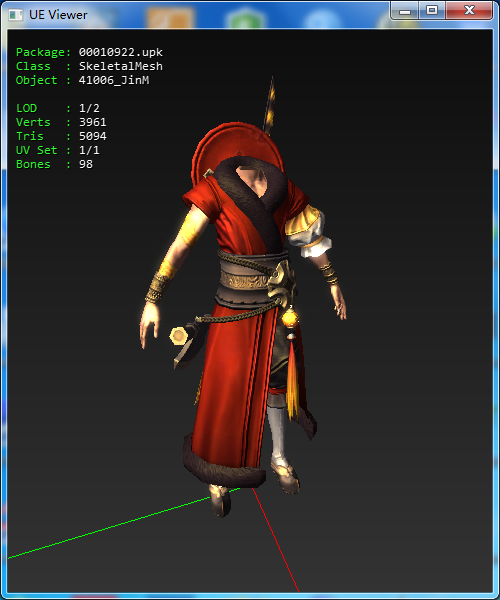 UE Viewer
Package: 00010922.upk
Class : SkeletalMesh
Object : 41006_JinM
LOD : 1/2
Verts : 3961
Tris : 5094
UV Set : 1/1
Bones : 98